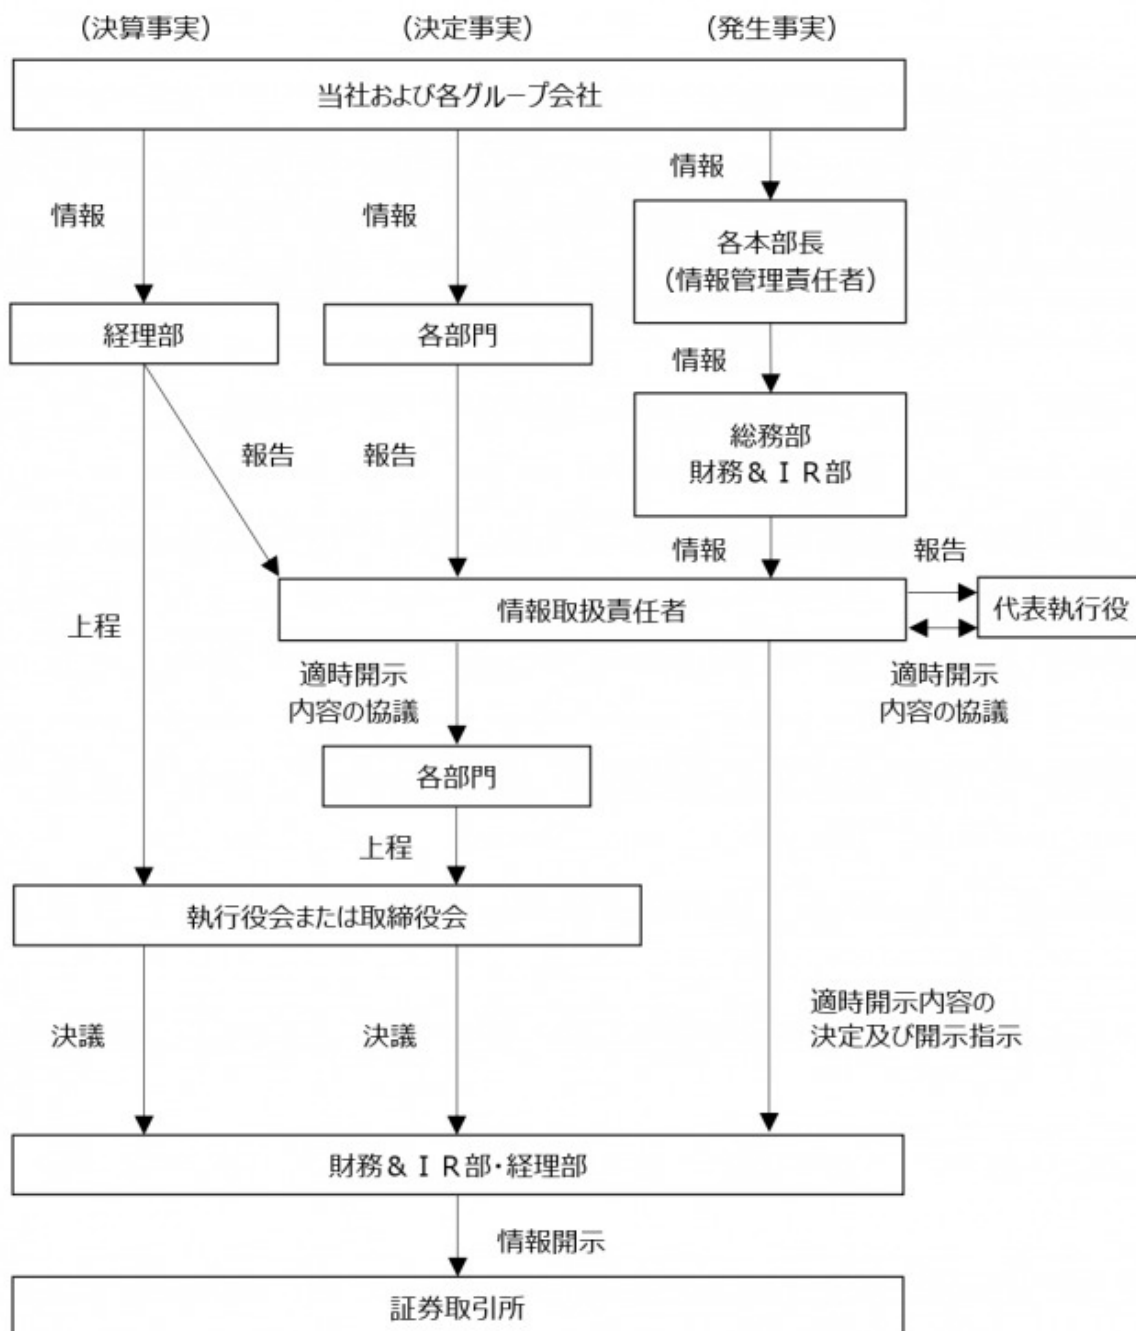 (決算事実)
(決定事実)
(発生事実)
当社および各グループ会社
情報
情報
情報
各本部長
(情報管理責任者)
経理部
各部門
情報
総務部
財務&IR部
報告
報告
情報
報告
情報取扱責任者
代表執行役
上程
適時開示
内容の協議
適時開示
内容の協議
各部門
上程
執行役会または取締役会
決議
決議
適時開示内容の
決定及び開示指示
財務&IR部・経理部
情報開示
証券取引所